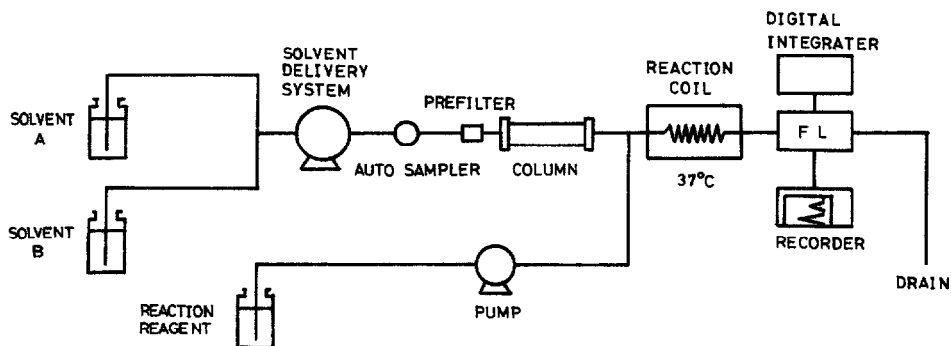 DIGITAL
INTEGRATER
SOLVENT
DELIVERY
SYSTEM
REACTION
COIL
PREFILTER
SOLVENT
A
FL
AUTO SAMPLER
COLUMN
37°C
SOLVENT
B
RECORDER
DRAIN
REACTION
REAGENT
PUMP